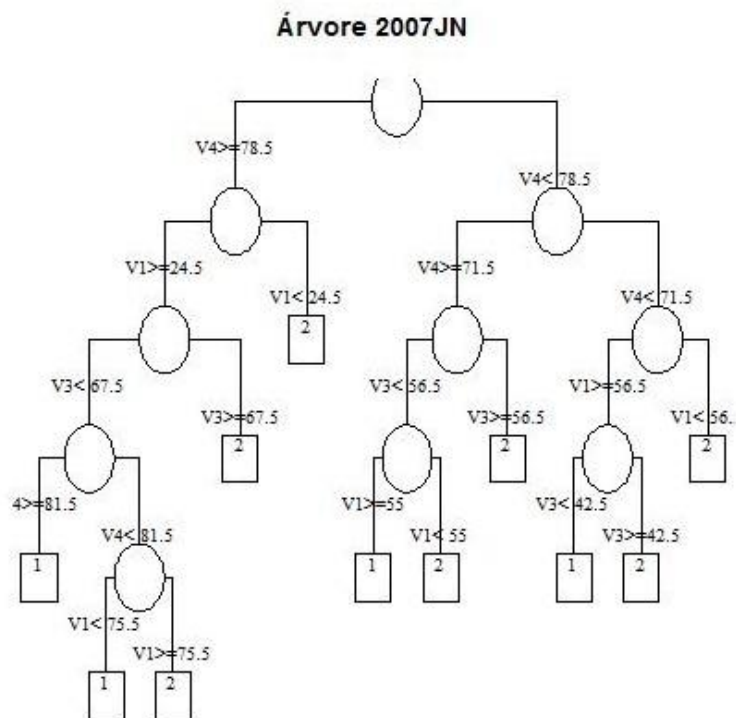 Árvore 2007JN
V4>=78.5
V4< 78.5
V1>=24.5
V1< 24.5
V4>=71.5
V4< 71.5
2
V3< 67.5
V3>=67.5
V3< 56.5
V3>=56.5
V1>=56.5
V1< 56.
2
2
2
4>=81.5
V4< 81.5
V1>=55
V1< 55
V3< 42.5
V3>=42.5
1
1
2
1
2
V1< 75.5
V1>=75.5
1
2